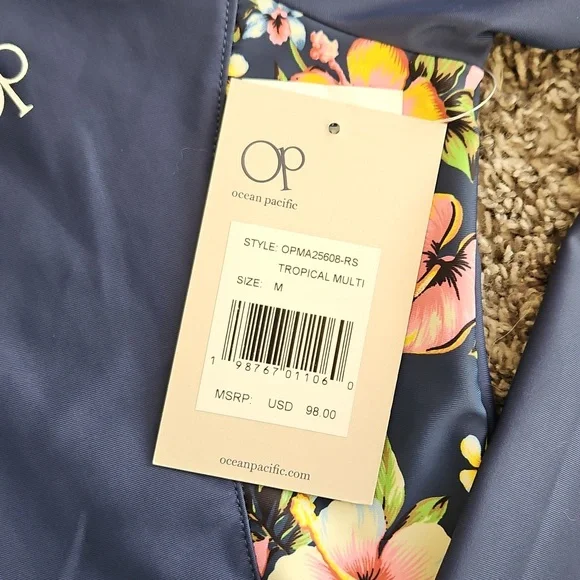 Op
Op
ocean pacific
STYLE: OPMA25608-RS
TROPICAL MULTI
SIZE: M
1 98767 01106 0
MSRP: USD 98.00
oceanpacific.com